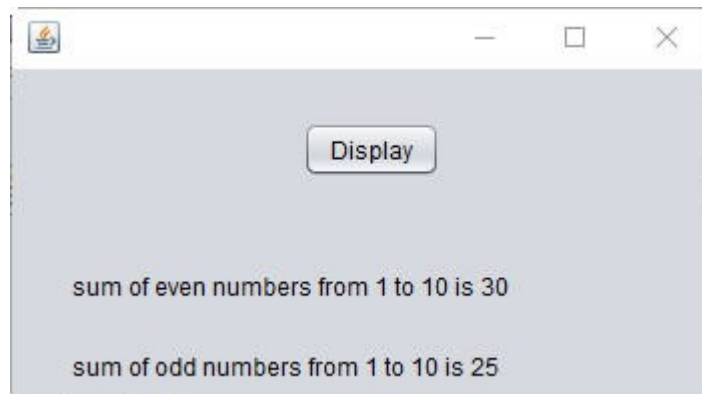 Display
sum of even numbers from 1 to 10 is 30
sum of odd numbers from 1 to 10 is 25